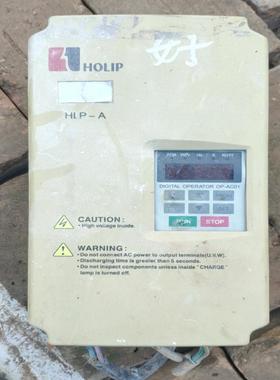 好
HOLIP
HLP-A
DIGITAL OPERATOR OP-AC01
RUN
STOP
CAUTION:
High voltage inside.
WARNING:
Do not connect AC power to output terminals(U.V.W).
Discharging time is greater than 5 seconds.
Do not inspect components unless inside "CHARGE"
lamp is turned off.